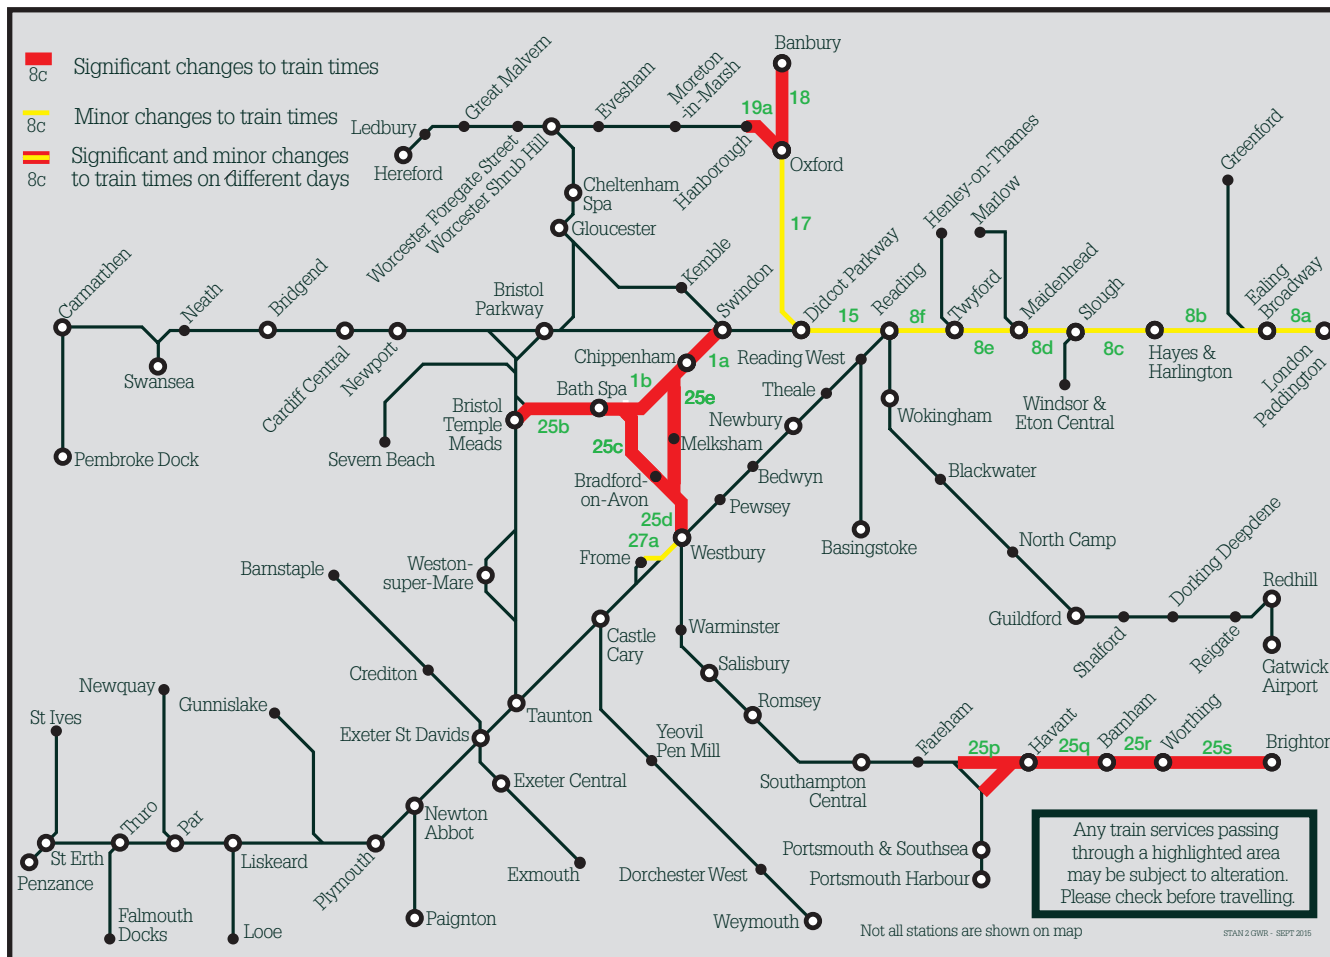 8c
Significant changes to train times
8c
Minor changes to train times
8c
Significant and minor changes
to train times on different days
Banbury
18
19a
Moreton
-in-Marsh
Evesham
Great Malvern
Ledbury
Hereford
Worcester Foregate Street
Worcester Shrub Hill
Hanborough
Oxford
Cheltenham
Spa
Gloucester
Kemble
17
Henley-on-Thames
Marlow
Greenford
Carmarthen
Neath
Bridgend
Cardiff Central
Newport
Bristol
Parkway
Swindon
Didcot Parkway
Reading
Twyford
Maidenhead
Slough
Ealing
Broadway
15
8f
8e
8d
8c
8b
8a
Hayes &
Harlington
London
Paddington
Swansea
Pembroke Dock
Severn Beach
Chippenham
1a
1b
Bath Spa
Bristol
Temple
Meads
25b
25c
25e
Melksham
Bradford-
on-Avon
25d
27a
Frome
Westbury
Reading West
Theale
Newbury
Bedwyn
Pewsey
Basingstoke
Wokingham
Windsor &
Eton Central
Blackwater
North Camp
Guildford
Shalford
Dorking Deepdene
Reigate
Redhill
Gatwick
Airport
Weston-
super-Mare
Barnstaple
Crediton
Castle
Cary
Warminster
Salisbury
Romsey
Newquay
Gunnislake
St Ives
Exeter St Davids
Taunton
Yeovil
Pen Mill
Exeter Central
Southampton
Central
Fareham
25p
Havant
25q
Barnham
25r
Worthing
25s
Brighton
Newton
Abbot
Truro
Par
St Erth
Penzance
Liskeard
Plymouth
Exmouth
Dorchester West
Portsmouth & Southsea
Portsmouth Harbour
Falmouth
Docks
Looe
Paignton
Weymouth
Any train services passing
through a highlighted area
may be subject to alteration.
Please check before travelling.
Not all stations are shown on map
STAN 2 GWR - SEPT 2015